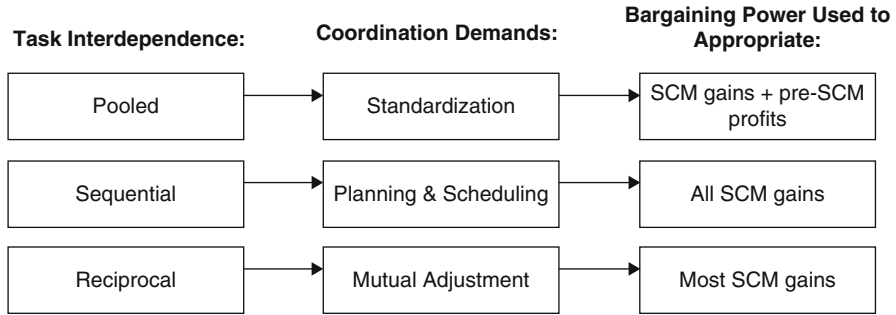 Task Interdependence:
Coordination Demands:
Bargaining Power Used to
Appropriate:
Pooled
Standardization
SCM gains + pre-SCM
profits
Sequential
Planning & Scheduling
All SCM gains
Reciprocal
Mutual Adjustment
Most SCM gains